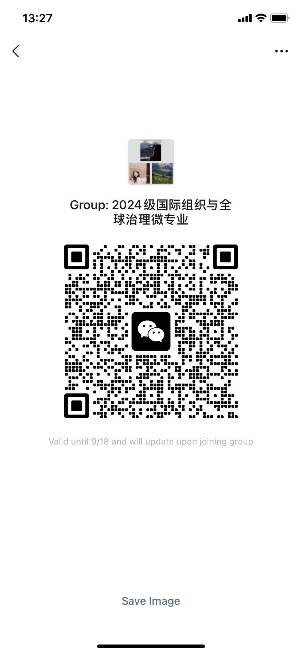 13:27
Group: 2024级国际组织与全
球治理微专业
Valid until 9/18 and will update upon joining group
Save Image